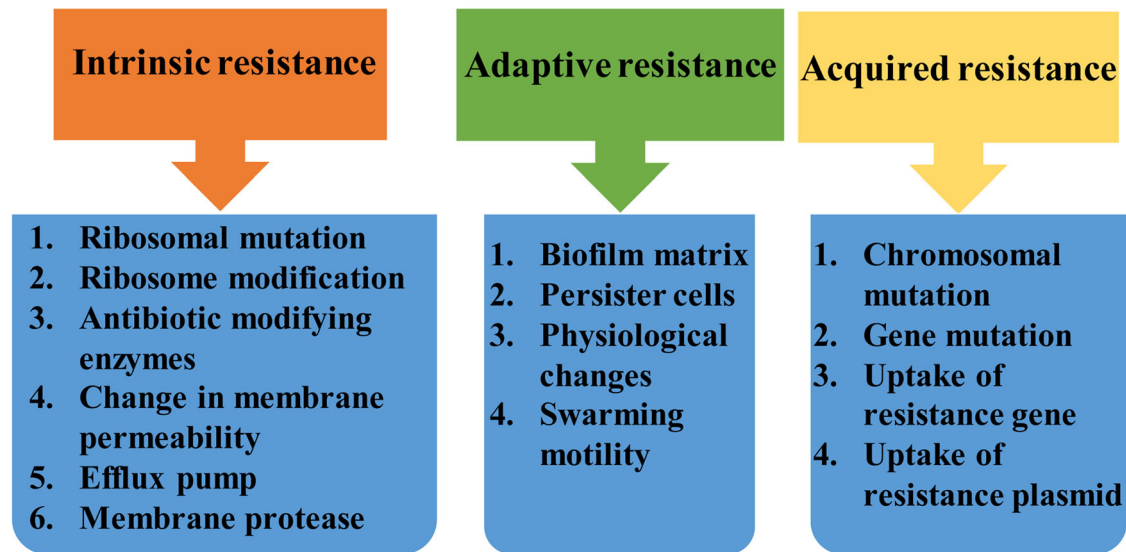 Intrinsic resistance
Adaptive resistance
Acquired resistance
1. Ribosomal mutation
2. Ribosome modification
3. Antibiotic modifying
enzymes
4. Change in membrane
permeability
5. Efflux pump
6. Membrane protease
1. Biofilm matrix
2. Persister cells
3. Physiological
changes
4. Swarming
motility
1. Chromosomal
mutation
2. Gene mutation
3. Uptake of
resistance gene
4. Uptake of
resistance plasmid